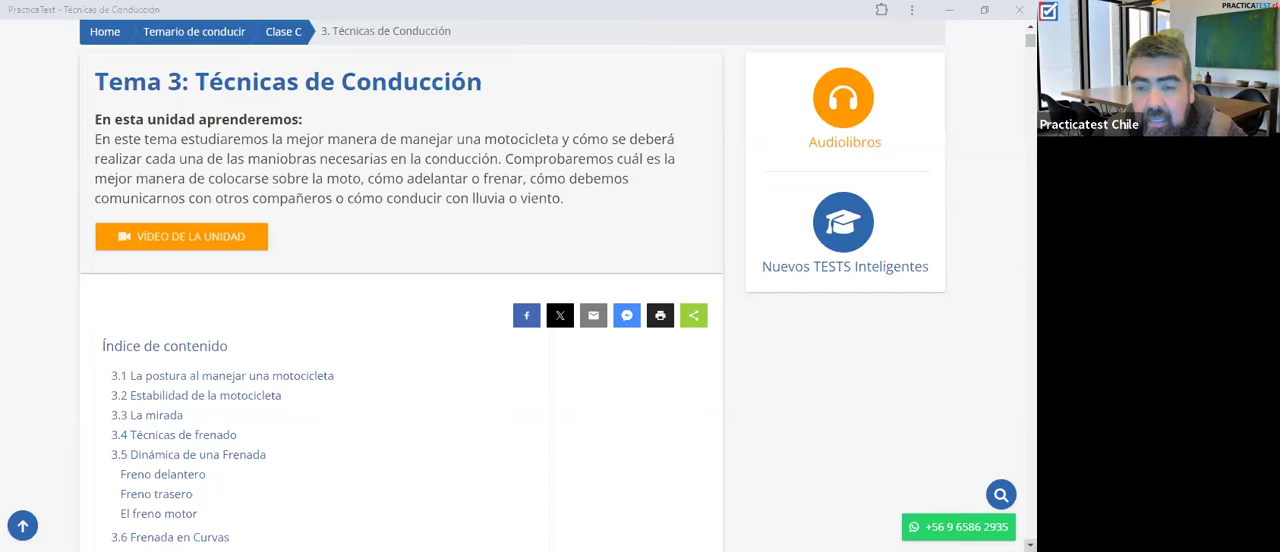 PracticaTest - Técnicas de Conducción
Home
Temario de conducir
Clase C
3. Técnicas de Conducción
Tema 3: Técnicas de Conducción
En esta unidad aprenderemos:
En este tema estudiaremos la mejor manera de manejar una motocicleta y cómo se deberá
realizar cada una de las maniobras necesarias en la conducción. Comprobaremos cuál es la
mejor manera de colocarse sobre la moto, cómo adelantar o frenar, cómo debemos
comunicarnos con otros compañeros o cómo conducir con lluvia o viento.
VÍDEO DE LA UNIDAD
Índice de contenido
3.1 La postura al manejar una motocicleta
3.2 Estabilidad de la motocicleta
3.3 La mirada
3.4 Técnicas de frenado
3.5 Dinámica de una Frenada
Freno delantero
Freno trasero
El freno motor
3.6 Frenada en Curvas
Audiolibros
Nuevos TESTS Inteligentes
+56 9 6586 2935
Practicatest Chile